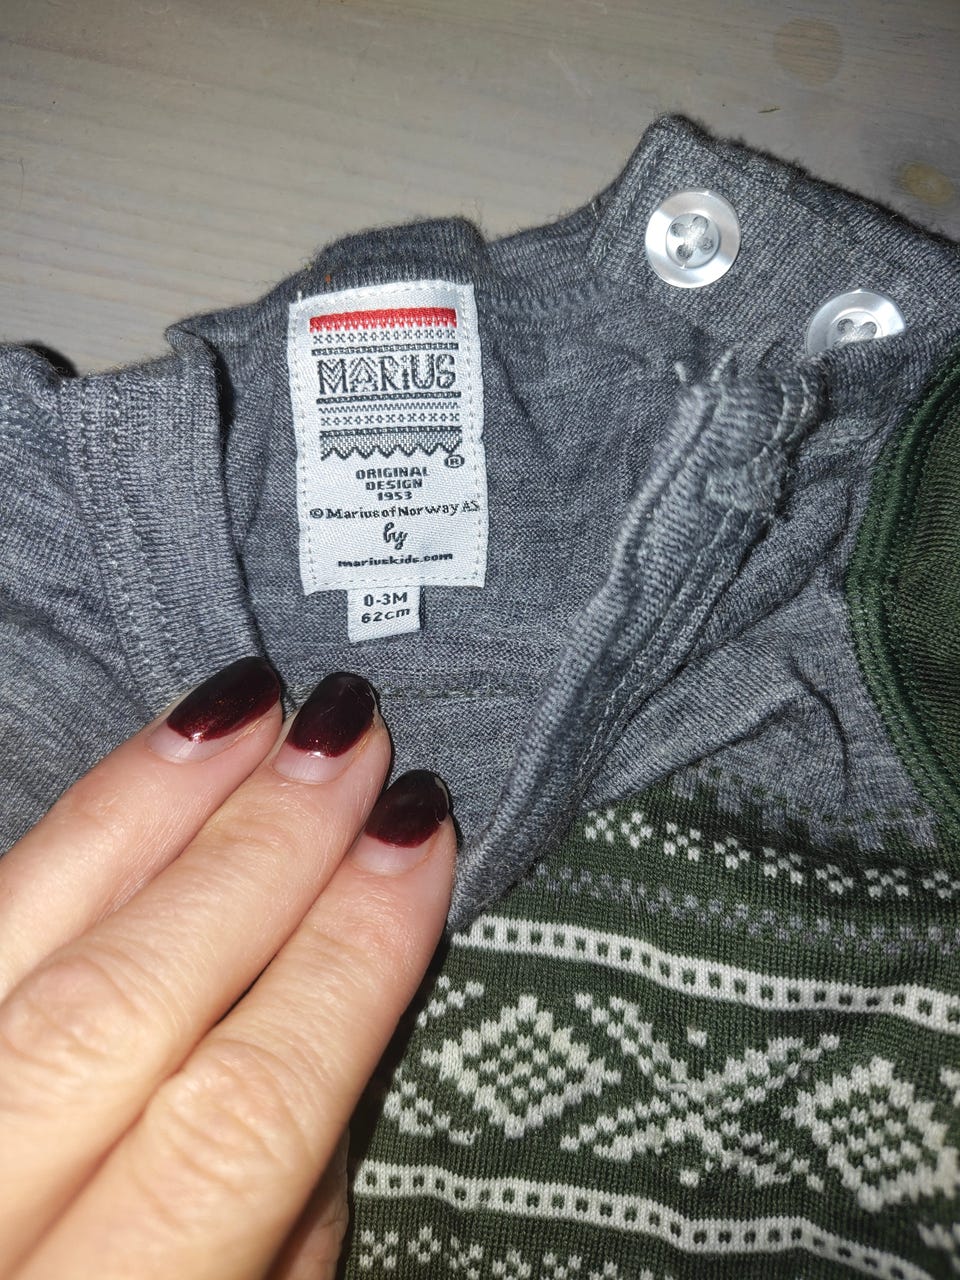 MARiUS
®
ORIGINAL
DESIGN
1953
©Marius of Norway AS
by
mariuskids.com
0-3M
62cm